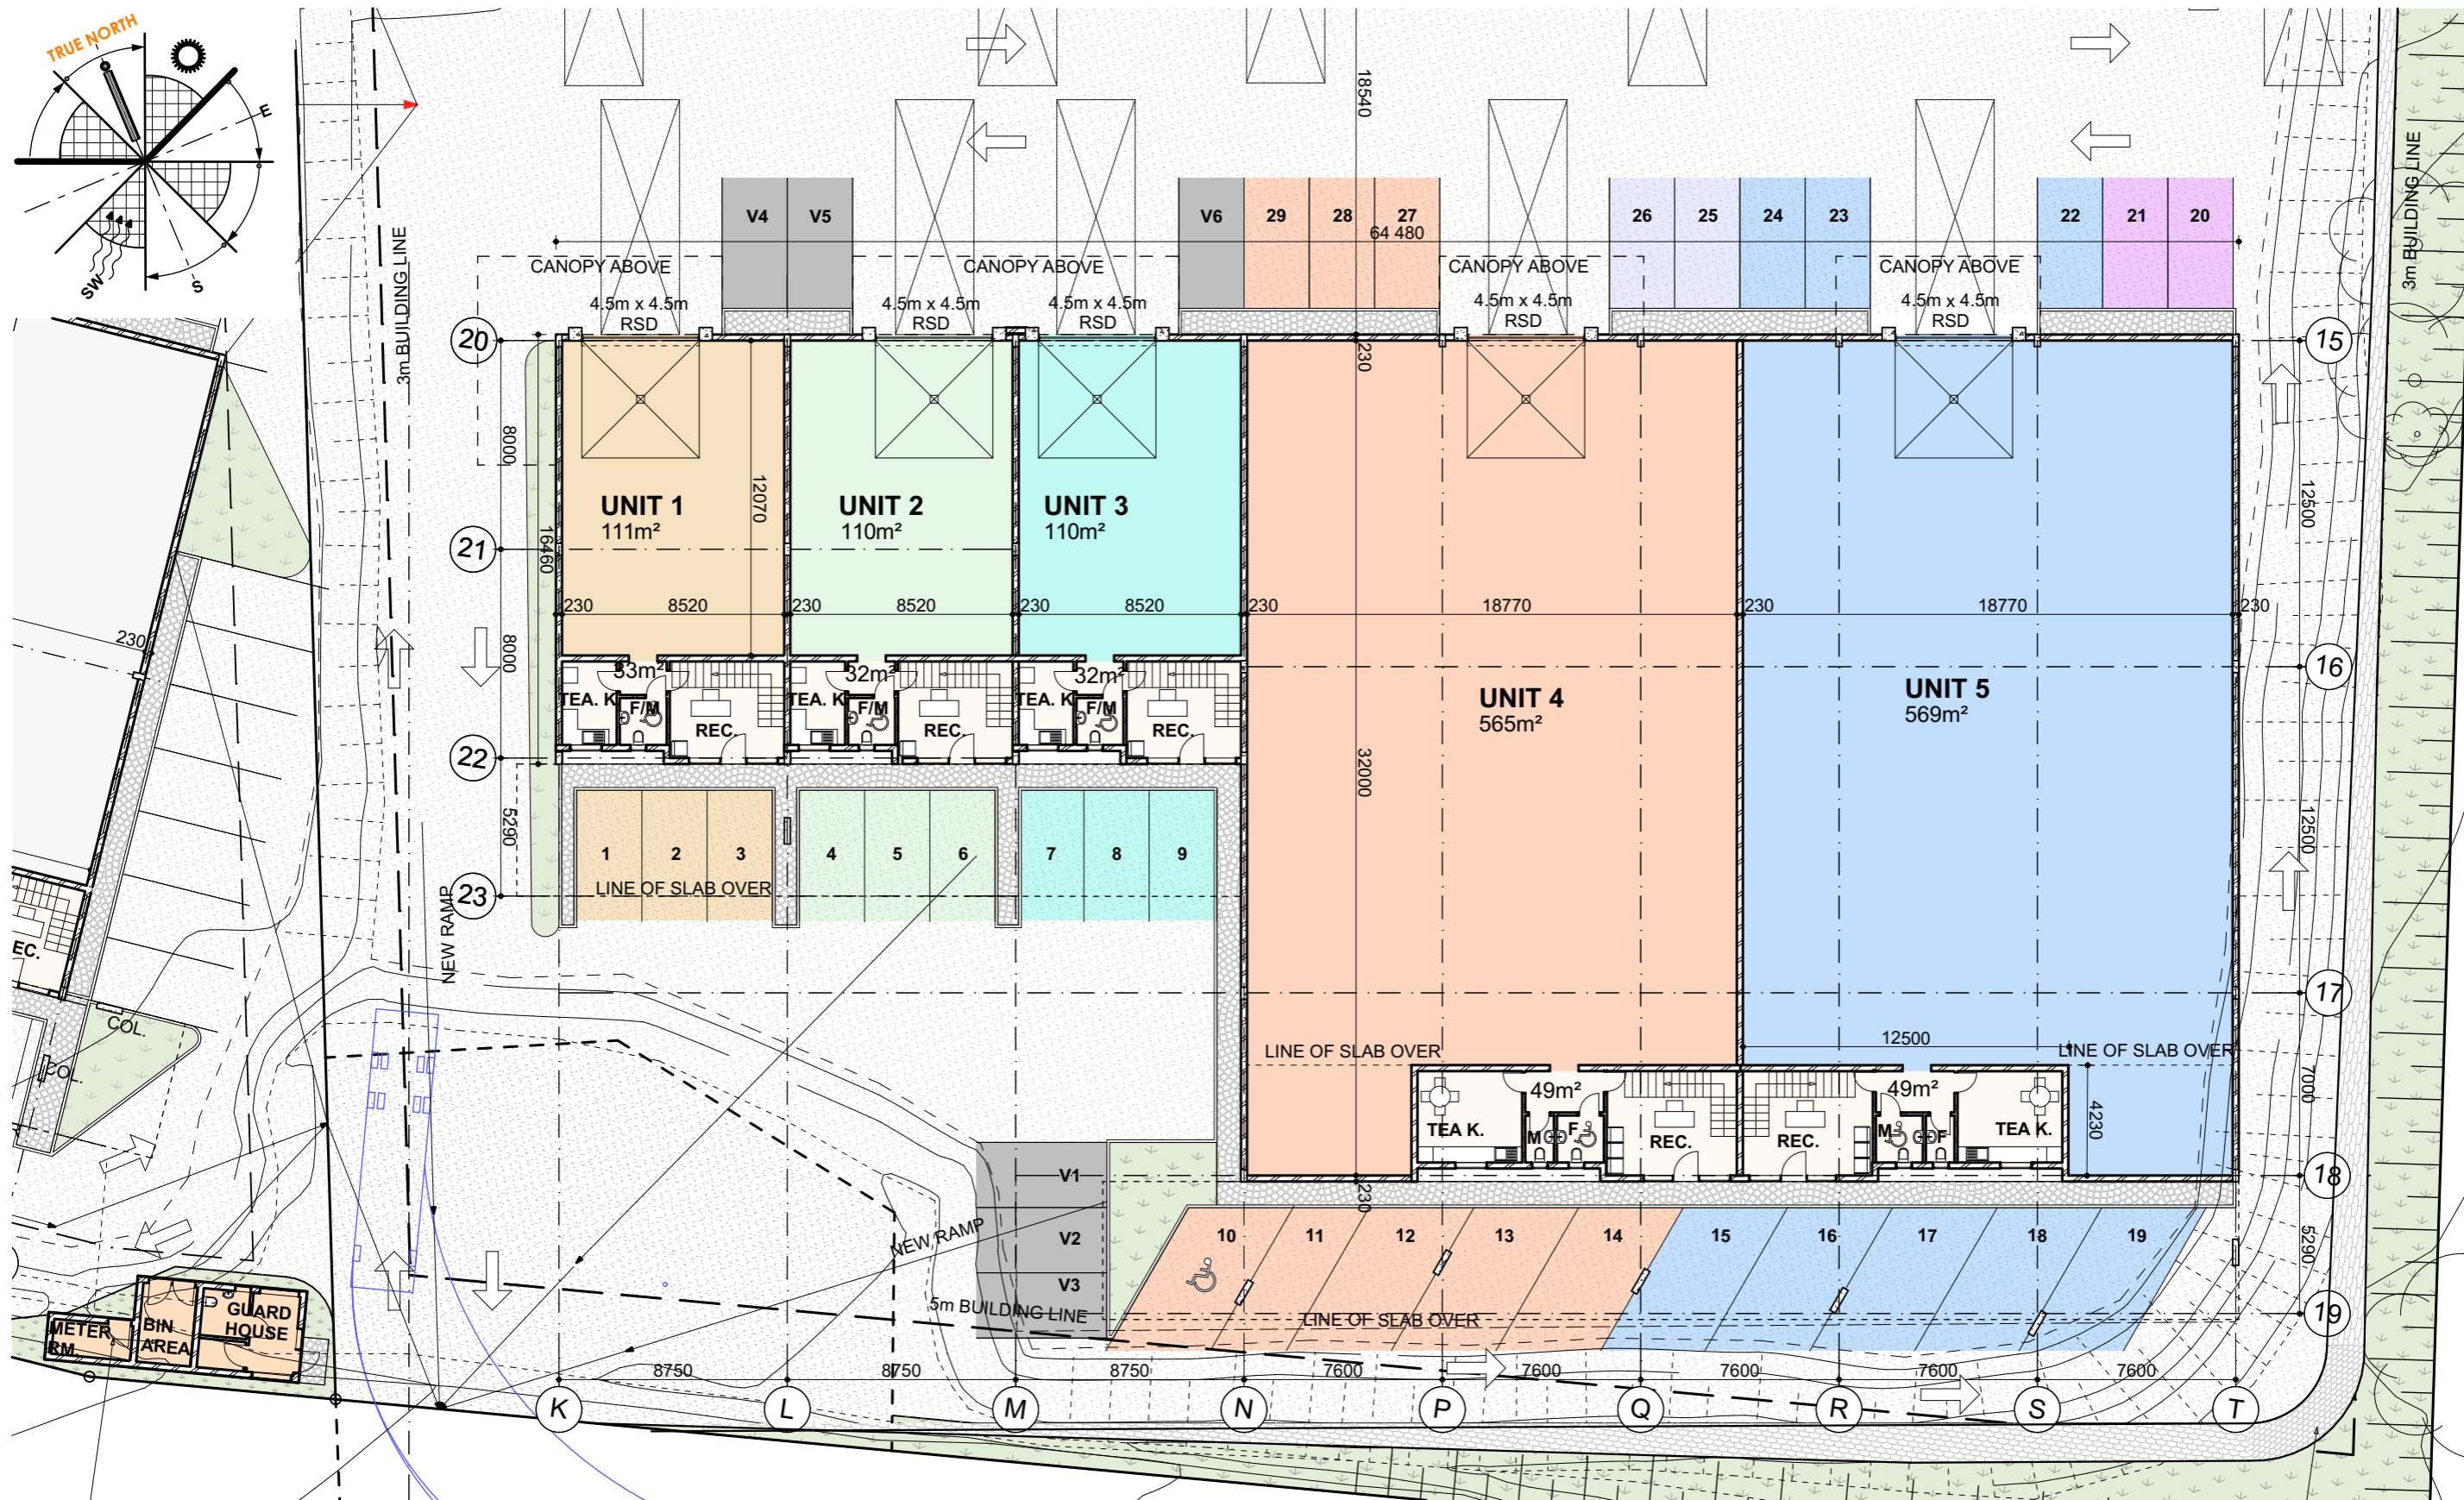 TRUE NORTH
E
S
SW
3m BUILDING LINE
3m BUILDING LINE
18540
V4
V5
V6
29
28
27
26
25
24
23
22
21
20
64 480
CANOPY ABOVE
CANOPY ABOVE
CANOPY ABOVE
CANOPY ABOVE
4.5m x 4.5m
RSD
4.5m x 4.5m
RSD
4.5m x 4.5m
RSD
4.5m x 4.5m
RSD
4.5m x 4.5m
RSD
20
15
230
8000
12070
16460
12500
UNIT 1
111m²
UNIT 2
110m²
UNIT 3
110m²
21
230
8520
230
8520
230
8520
230
18770
230
18770
230
230
8000
33m²
32m²
32m²
16
TEA. K
F/M
REC.
TEA. K
F/M
REC.
TEA. K
F/M
REC.
UNIT 4
565m²
UNIT 5
569m²
22
32000
5290
12500
1
2
3
4
5
6
7
8
9
LINE OF SLAB OVER
23
NEW RAMP
EC.
17
COL.
COL.
LINE OF SLAB OVER
12500
LINE OF SLAB OVER
49m²
49m²
7000
4230
TEA K.
M
F
REC.
REC.
M
F
TEA K.
18
230
V1
V2
V3
NEW RAMP
10
11
12
13
14
15
16
17
18
19
5290
5m BUILDING LINE
LINE OF SLAB OVER
19
METER
RM.
BIN
AREA
GUARD
HOUSE
8750
8750
8750
7600
7600
7600
7600
7600
K
L
M
N
P
Q
R
S
T